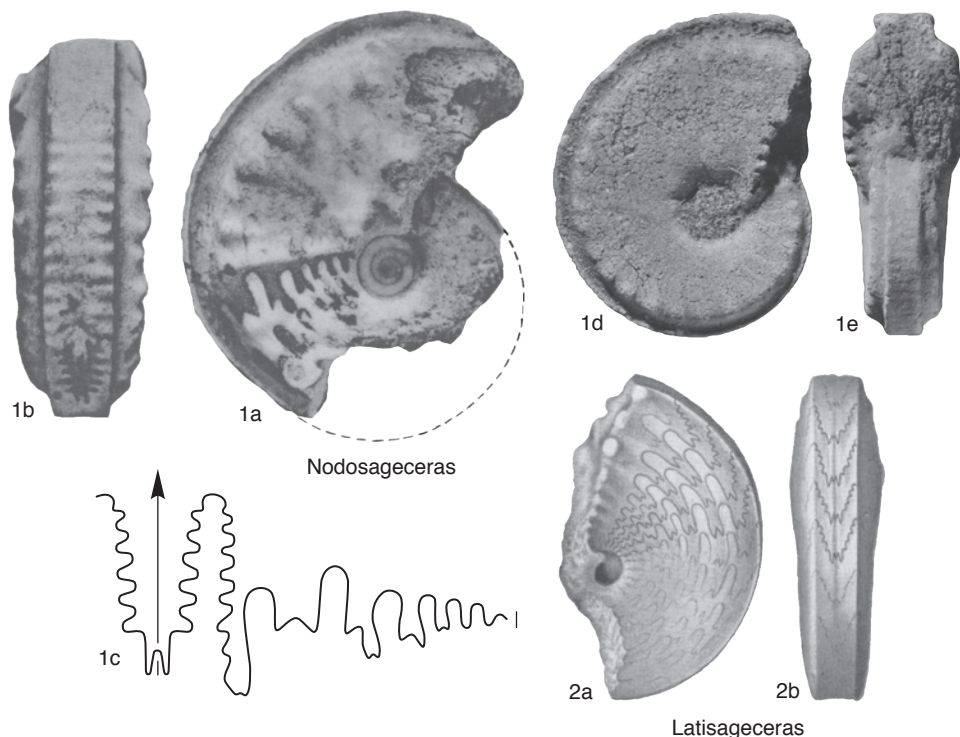 1b
1a
1d
1e
Nodosageceras
1c
2a
2b
Latisageceras